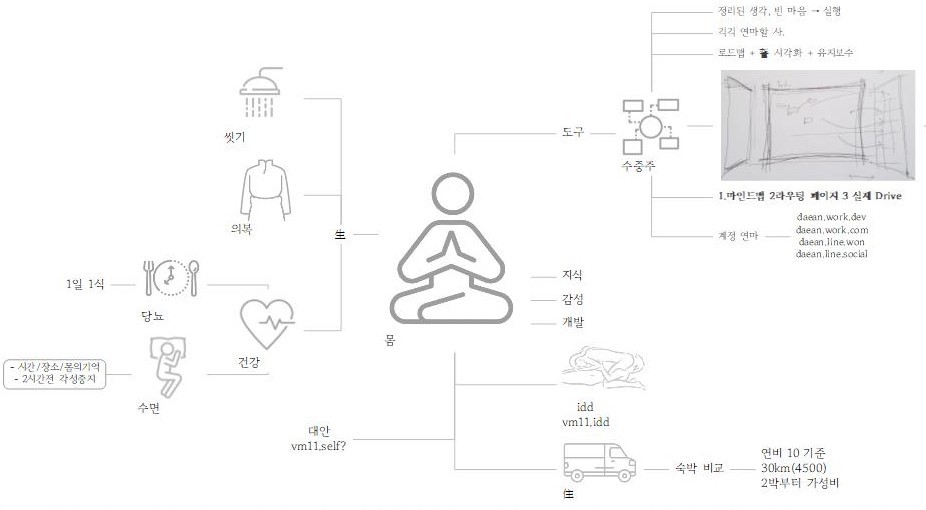 정리된 생각, 빈 마음 → 실행
각각 연마할 사.
로드맵 + 툴 시각화 + 유지보수
씻기
도구
수중주
의복
1.마인드맵 2라우팅 페이지 3 실제 Drive
生
daean.work.dev
daean.work.com
계정 연마
daean.line.won
daean.line.social
1일 1식
지식
당뇨
감성
개발
몸
건강
- 시간/장소/몸의기억
- 2시간전 각성중지
수면
idd
vm11.idd
대안
vm11.self?
숙박 비교
연비 10 기준
30km(4500)
2박부터 가성비
住